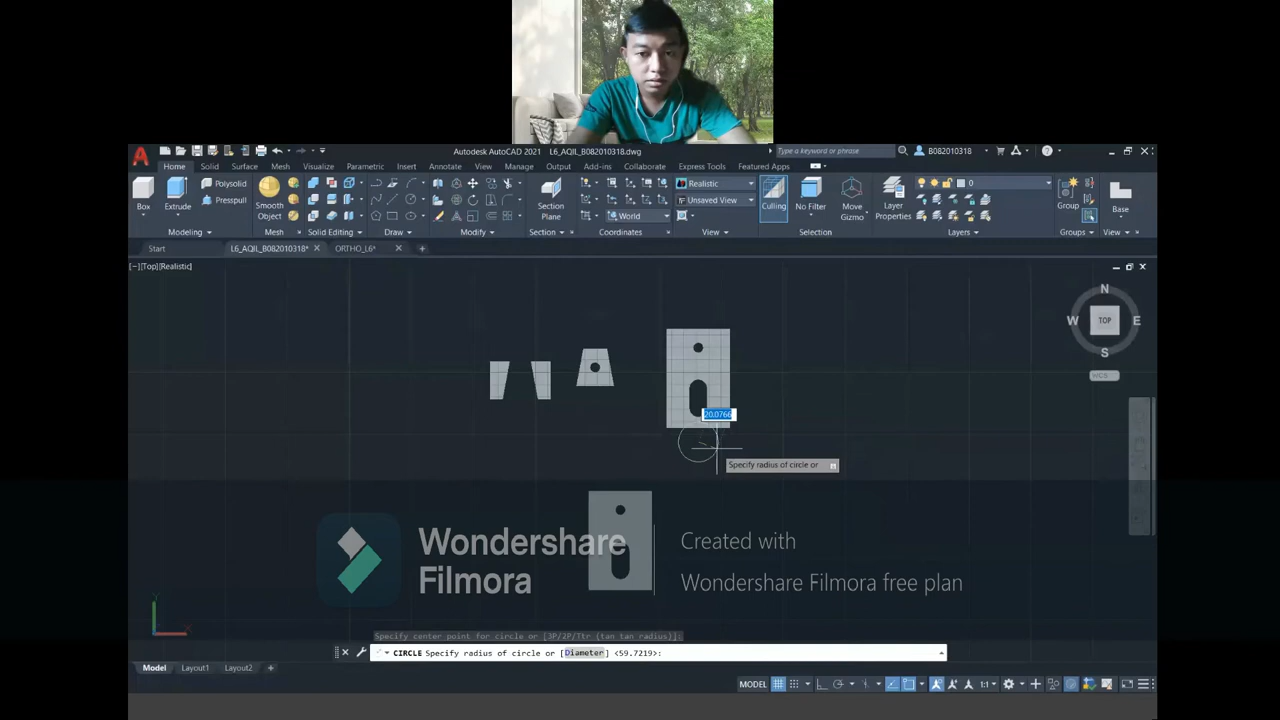 Autodesk AutoCAD 2021 L6_AQIL_B082010318.dwg
Type a keyword or phrase
B082010318
Home Solid Surface Mesh Visualize Parametric Insert Annotate View Manage Output Add-ins Collaborate Express Tools Featured Apps
Polysolid
Presspull
Box
Extrude
Smooth
Object
Section
Plane
World
Realistic
Unsaved View
Culling
No Filter
Move
Gizmo
Layer
Properties
0
Group
Base
Modeling Mesh Solid Editing Draw Modify Section Coordinates View Selection Layers Groups View
Start L6_AQIL_B082010318* ORTHO_L6*
[−][Top][Realistic]
N
W TOP E
S
WCS
20.0766
Specify radius of circle or
Wondershare
Filmora
Created with
Wondershare Filmora free plan
Y
X
Specify center point for circle or [3P/2P/Ttr (tan tan radius)]:
CIRCLE Specify radius of circle or [Diameter] <59.7219>:
Model Layout1 Layout2
MODEL 1:1